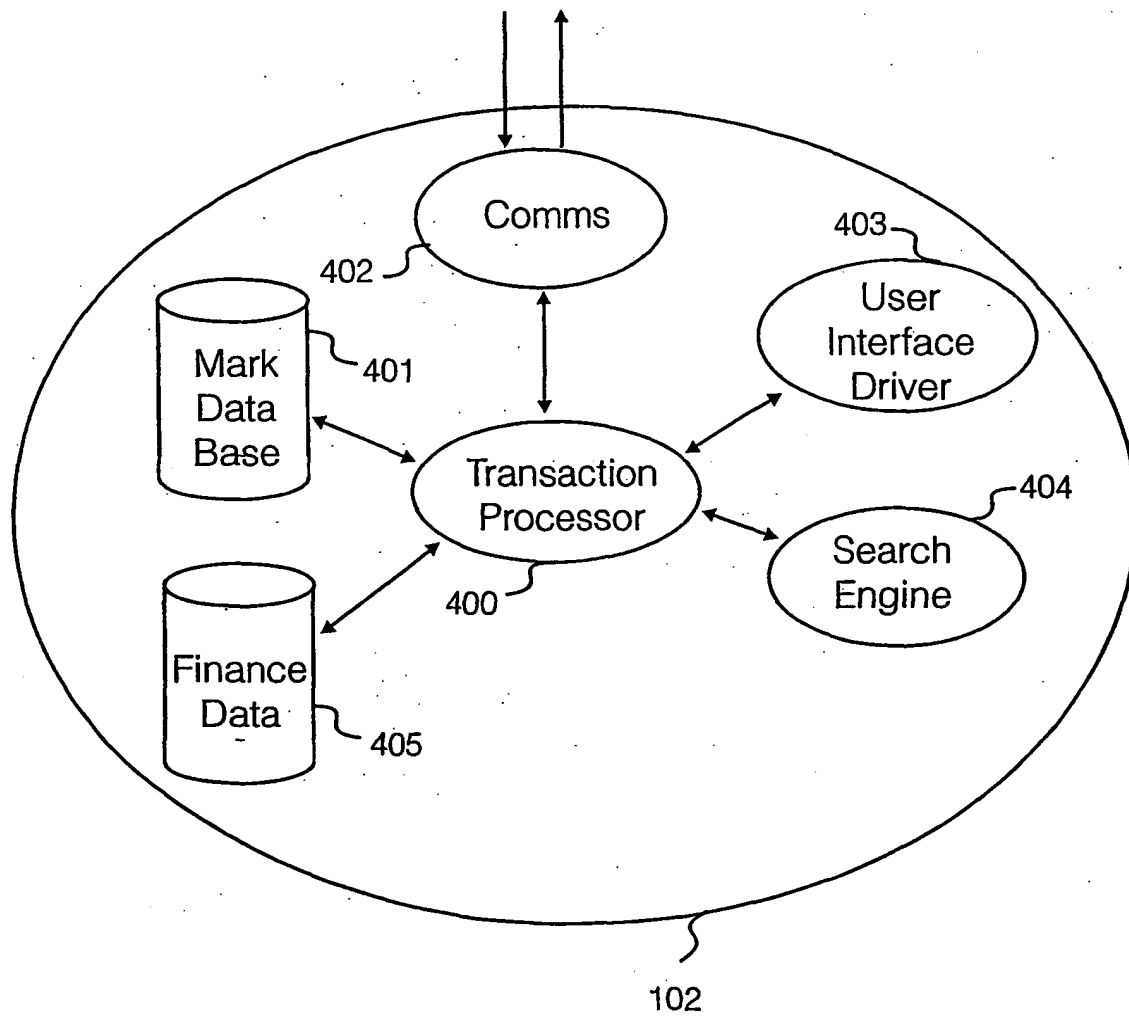 Comms
402
403
User
Interface
Driver
Mark
Data
Base
401
Transaction
Processor
400
404
Search
Engine
Finance
Data
405
102